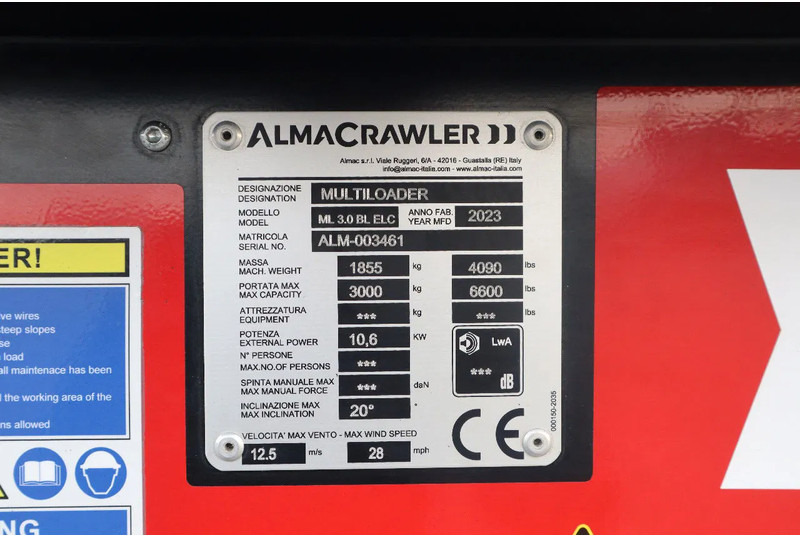 ALMACRAWLER
Almac s.r.l. Viale Ruggeri, 6/A - 42016 - Guastalla (RE) Italy
info@almac-italia.com - www.almac-italia.com
DESIGNAZIONE
DESIGNATION
MULTILOADER
MODELLO
MODEL
ML 3.0 BL ELC
ANNO FAB.
YEAR MFD
2023
MATRICOLA
SERIAL NO.
ALM-003461
MASSA
MACH. WEIGHT
1855 kg 4090 lbs
PORTATA MAX
MAX CAPACITY
3000 kg 6600 lbs
ATTREZZATURA
EQUIPMENT
*** kg *** lbs
POTENZA
EXTERNAL POWER
10,6 KW
N° PERSONE
MAX.NO.OF PERSONS
***
SPINTA MANUALE MAX
MAX MANUAL FORCE
*** daN
INCLINAZIONE MAX
MAX INCLINATION
20° °
LwA
***
dB
CE
000150-2035
VELOCITA' MAX VENTO - MAX WIND SPEED
12.5 m/s 28 mph
ER!
ve wires
steep slopes
se
load
all maintenace has been
l the working area of the
ns allowed
NG